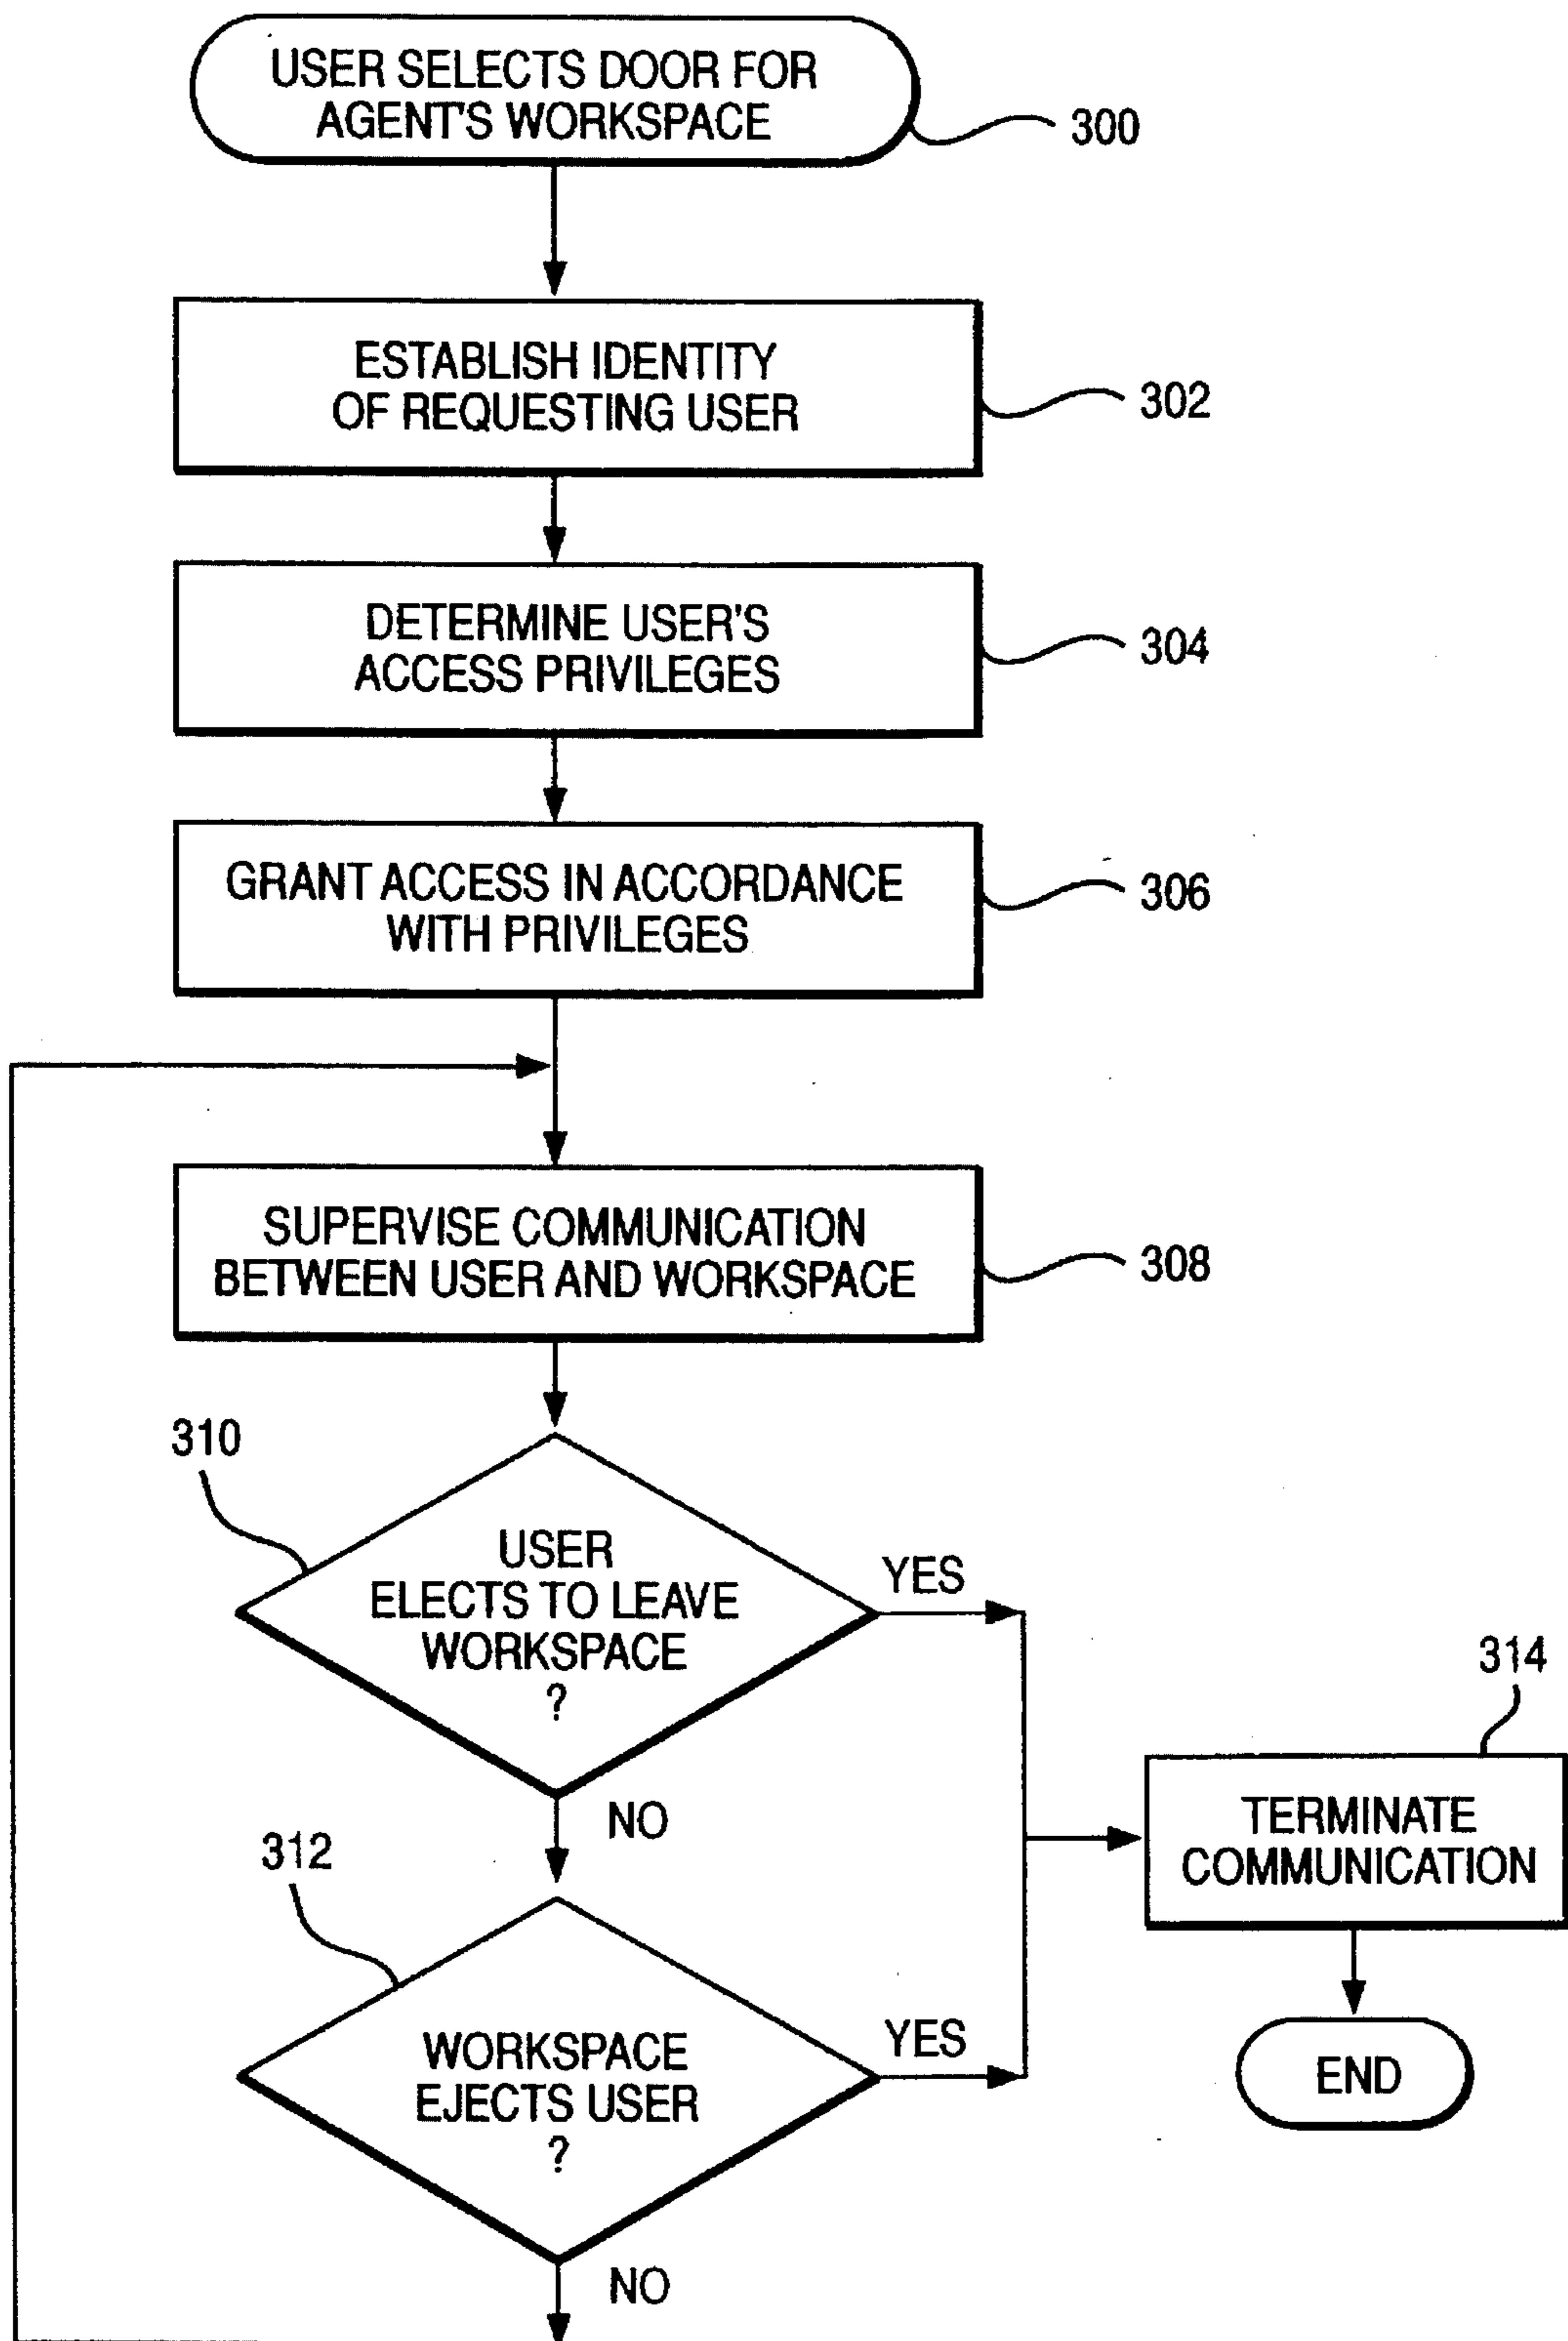 USER SELECTS DOOR FOR
AGENT'S WORKSPACE
300
ESTABLISH IDENTITY
OF REQUESTING USER
302
DETERMINE USER'S
ACCESS PRIVILEGES
304
GRANT ACCESS IN ACCORDANCE
WITH PRIVILEGES
306
SUPERVISE COMMUNICATION
BETWEEN USER AND WORKSPACE
308
310
USER
ELECTS TO LEAVE
WORKSPACE
?
YES
NO
312
WORKSPACE
EJECTS USER
?
YES
NO
314
TERMINATE
COMMUNICATION
END